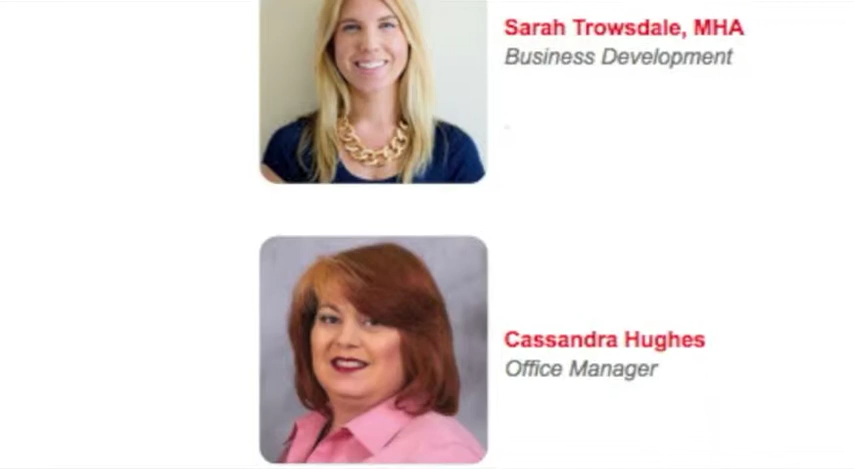 Sarah Trowsdale, MHA
Business Development
Cassandra Hughes
Office Manager